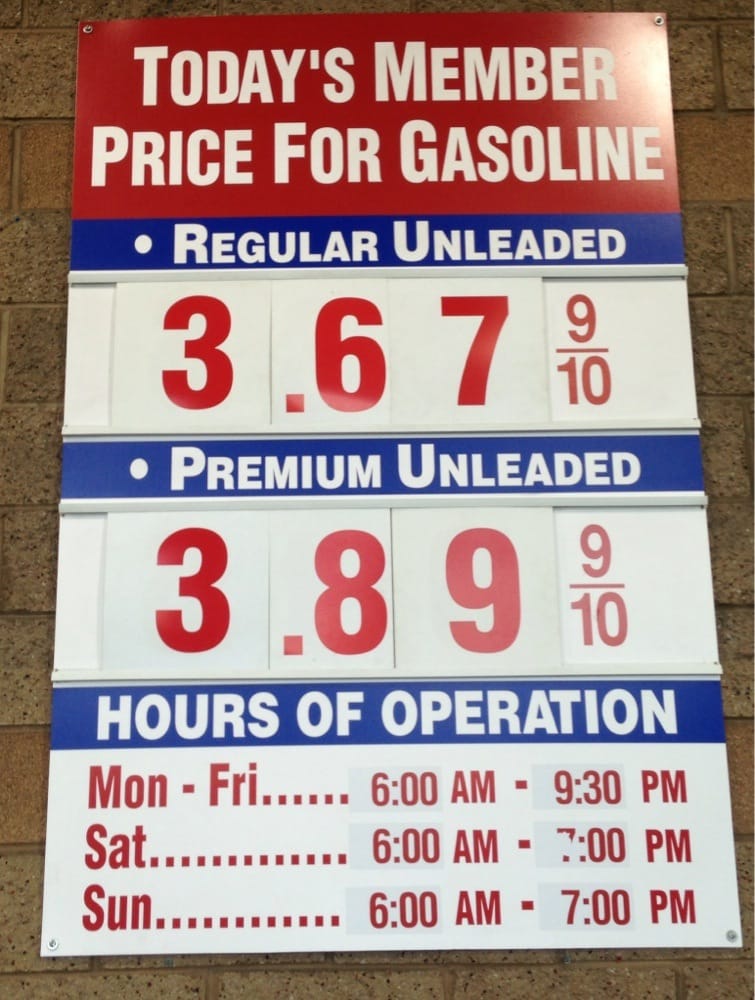 TODAY'S MEMBER
PRICE FOR GASOLINE
• REGULAR UNLEADED
3.67 9/10
• PREMIUM UNLEADED
3.89 9/10
HOURS OF OPERATION
Mon - Fri...... 6:00 AM - 9:30 PM
Sat............. 6:00 AM - 7:00 PM
Sun............ 6:00 AM - 7:00 PM